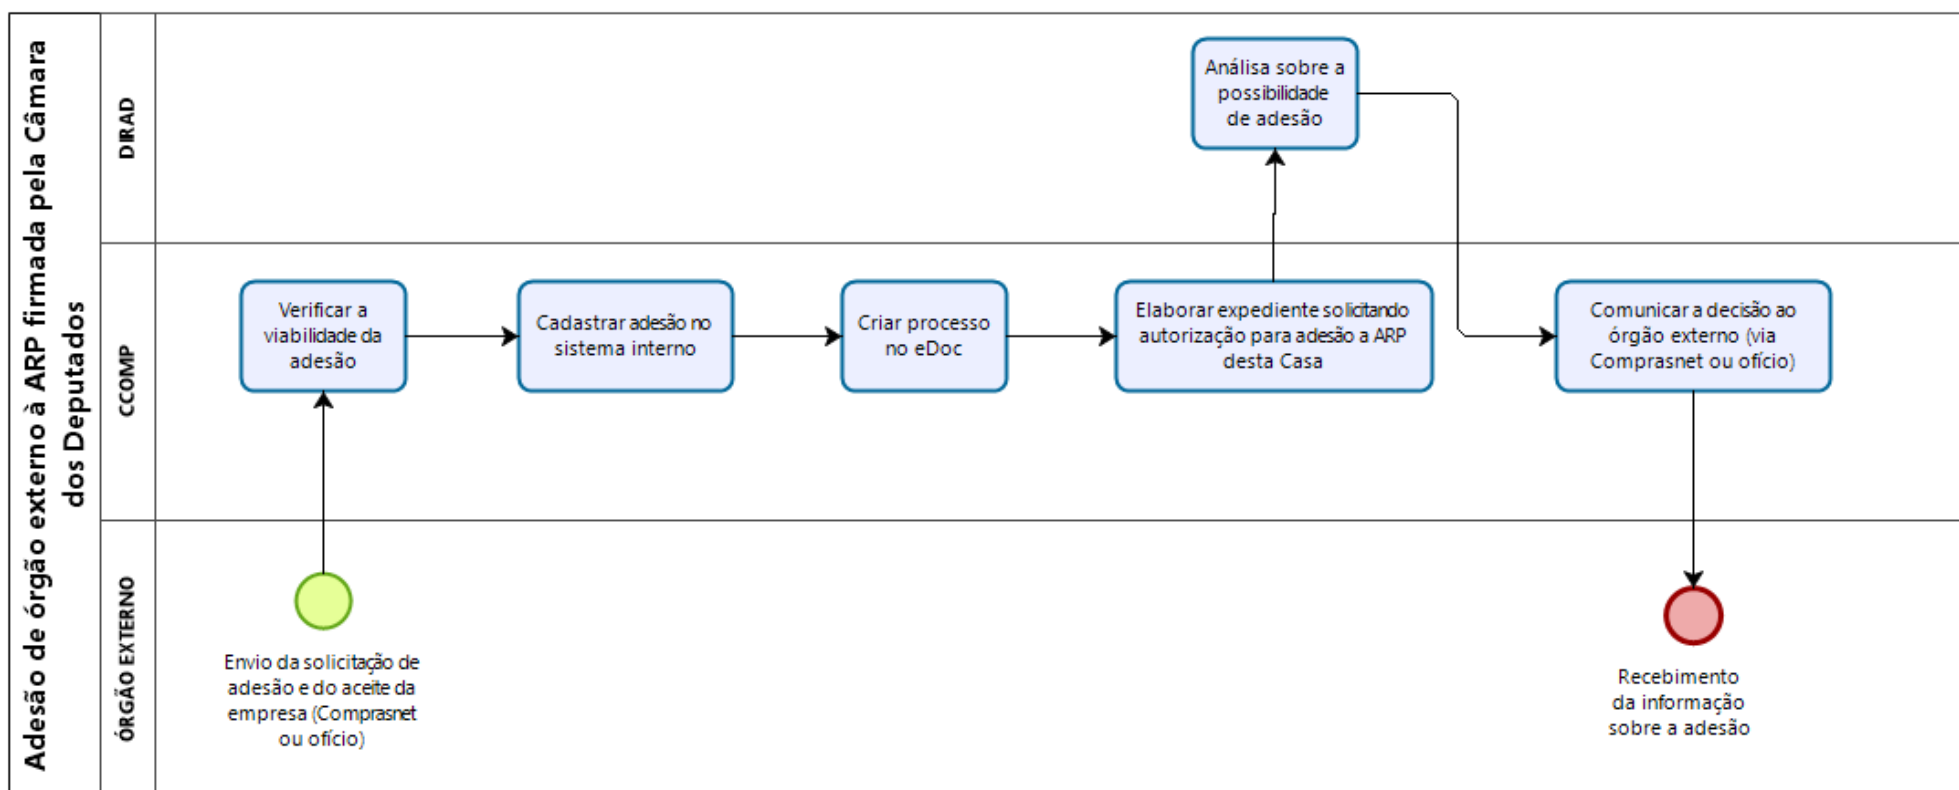 Adesão de órgão externo à ARP firmada pela Câmara
dos Deputados
DIRAD
Análisa sobre a
possibilidade
de adesão
CCOMP
Verificar a
viabilidade da
adesão
Cadastrar adesão no
sistema interno
Criar processo
no eDoc
Elaborar expediente solicitando
autorização para adesão a ARP
desta Casa
Comunicar a decisão ao
órgão externo (via
Comprasnet ou ofício)
ÓRGÃO EXTERNO
Envio da solicitação de
adesão e do aceite da
empresa (Comprasnet
ou ofício)
Recebimento
da informação
sobre a adesão